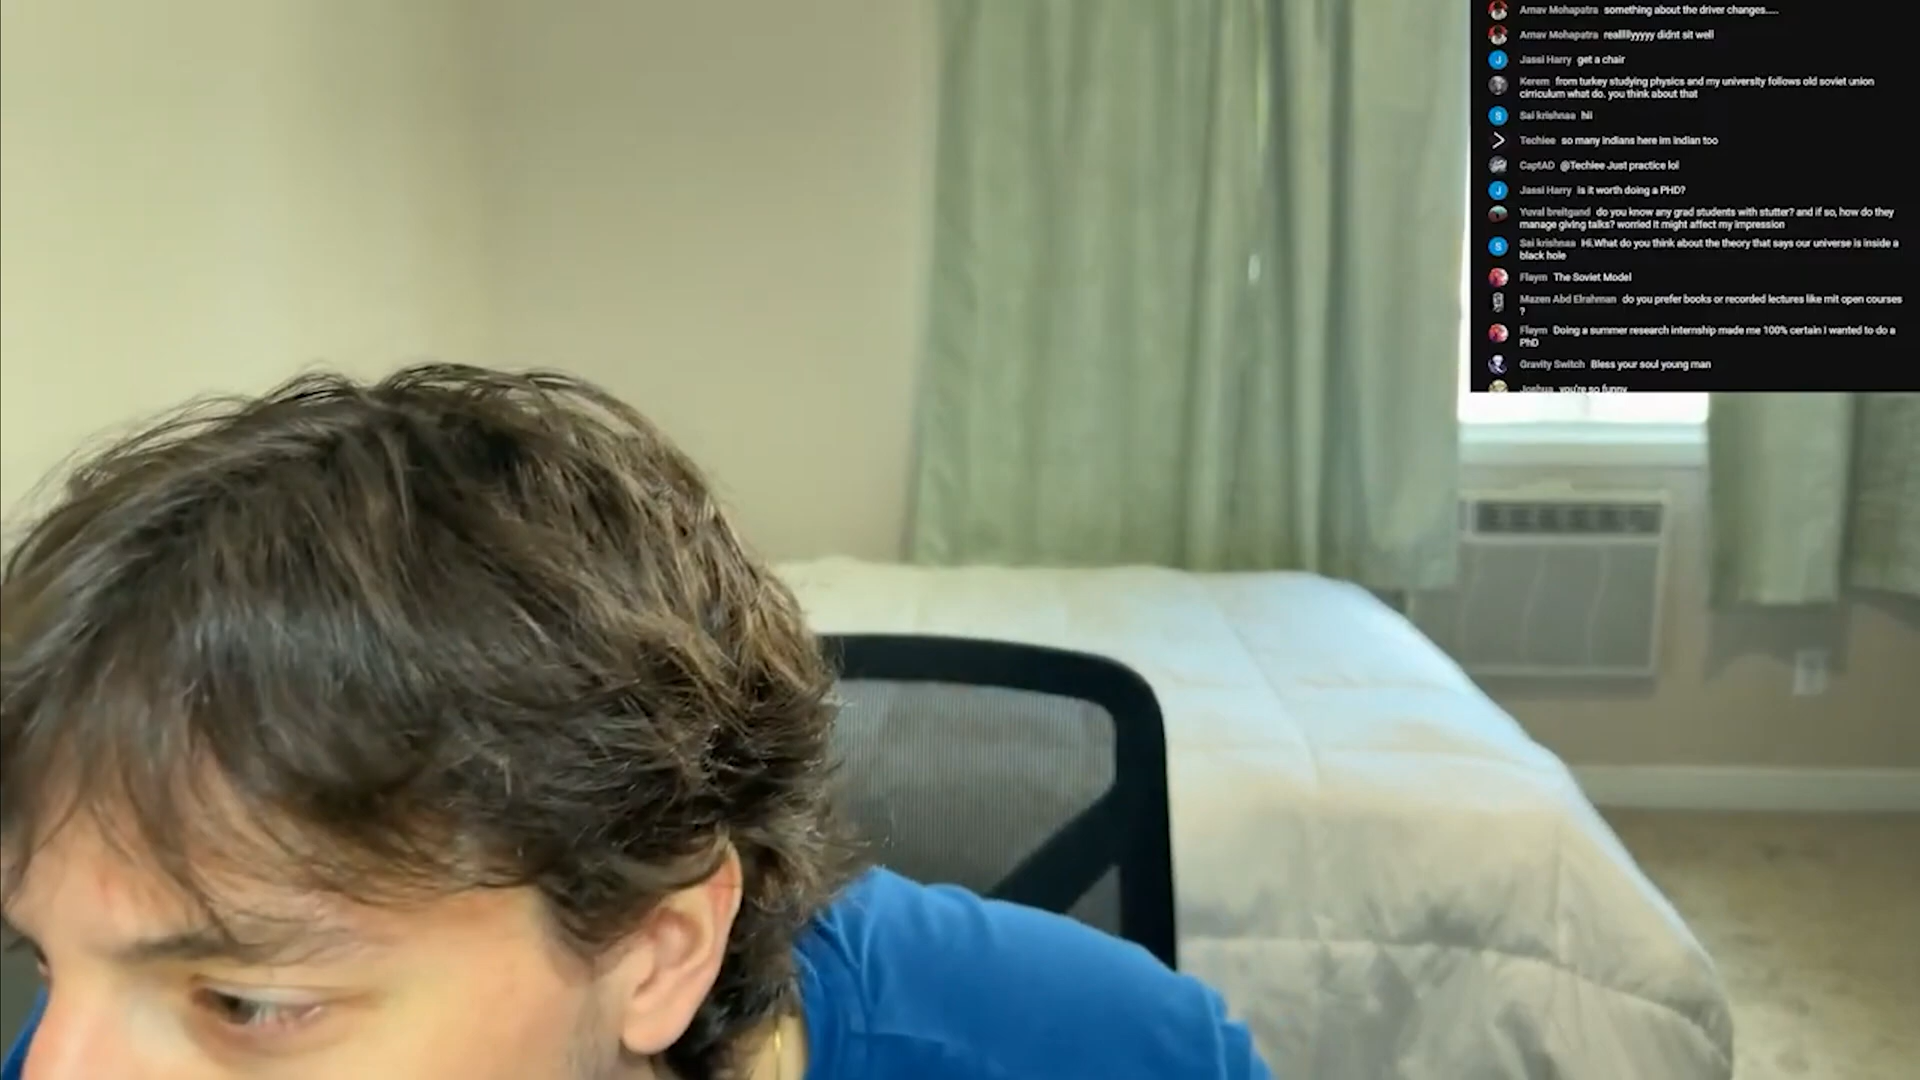 Arnav Mohapatra something about the driver changes.....
Arnav Mohapatra reallllyyyyy didnt sit well
J Jassi Harry get a chair
Kerem from turkey studying physics and my university follows old soviet union
cirriculum what do. you think about that
S Sai krishnaa hii
Techiee so many indians here im indian too
CaptAD @Techiee Just practice lol
J Jassi Harry is it worth doing a PHD?
Yuval breitgand do you know any grad students with stutter? and if so, how do they
manage giving talks? worried it might affect my impression
S Sai krishnaa Hi.What do you think about the theory that says our universe is inside a
black hole
Flaym The Soviet Model
Mazen Abd Elrahman do you prefer books or recorded lectures like mit open courses
?
Flaym Doing a summer research internship made me 100% certain I wanted to do a
PhD
Gravity Switch Bless your soul young man
Joshua you're so funny